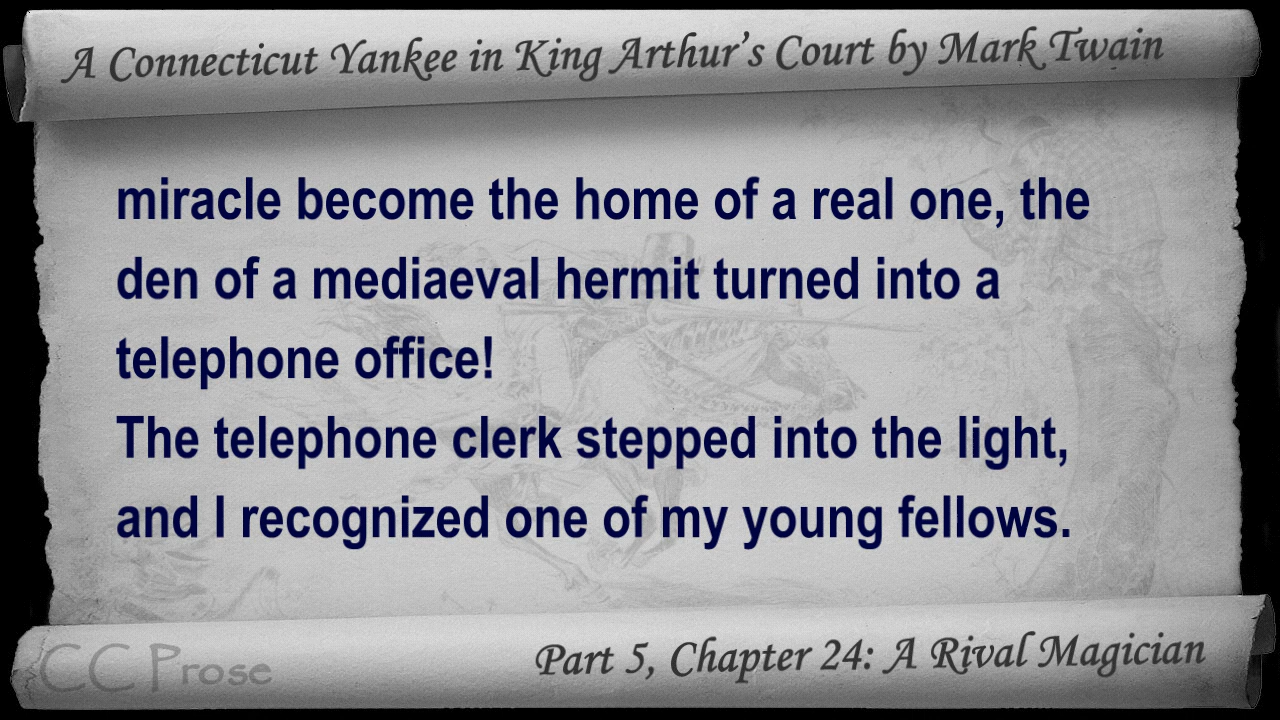 A Connecticut Yankee in King Arthur's Court by Mark Twain
miracle become the home of a real one, the
den of a mediaeval hermit turned into a
telephone office!
The telephone clerk stepped into the light,
and I recognized one of my young fellows.
CC Prose
Part 5, Chapter 24: A Rival Magician